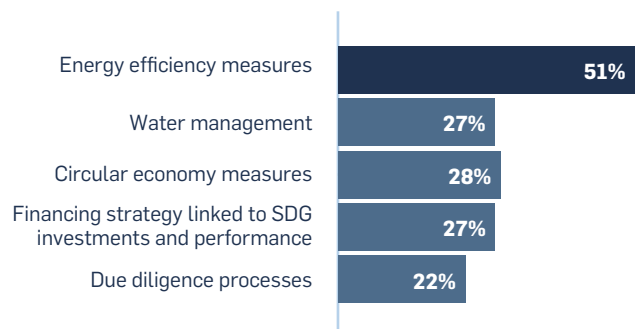 Energy efficiency measures
51%
Water management
27%
Circular economy measures
28%
Financing strategy linked to SDG
investments and performance
27%
Due diligence processes
22%